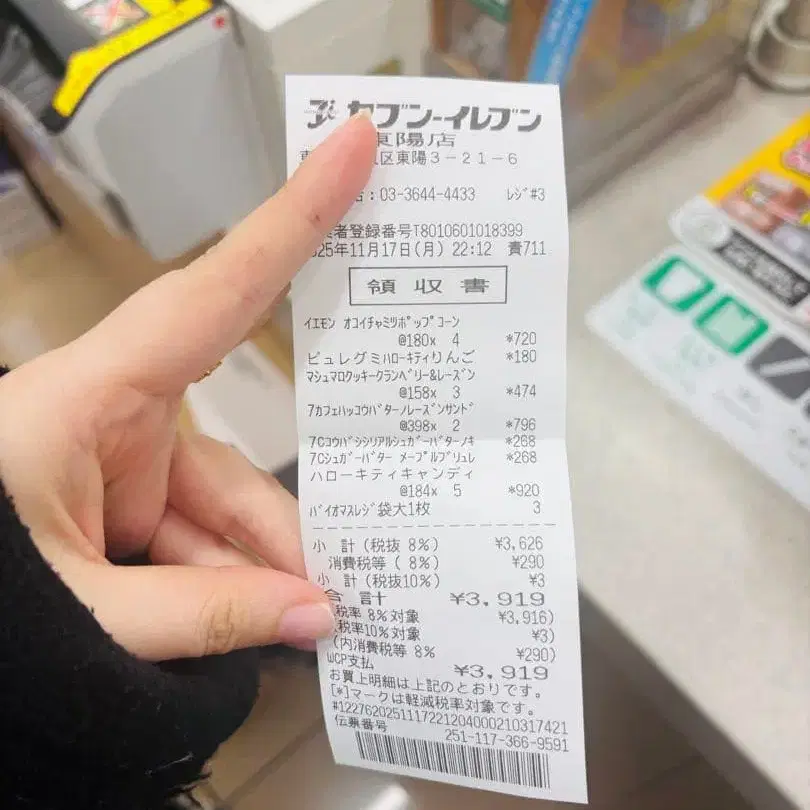 セブン-イレブン
東陽店
区東陽3-21-6
:03-3644-4433 レジ#3
者登録番号T8010601018399
25年11月17日(月) 22:12 責711
領収書
イエモン オコイチャミツポップコーン
@180x 4 *720
ピュレグミハローキティりんご *180
マシュマロクッキークランベリー&レーズン
@158x 3 *474
7カフェハッコウバターノレーズンサンド
@398x 2 *796
7Cコウバシシリアルシュガーバターノキ *268
7Cシュガーバター メープルブリュレ *268
ハローキティキャンディ
@184x 5 *920
バイオマスレジ袋大1枚 3
小 計(税抜 8%) ¥3,626
消費税等( 8%) ¥290
小 計(税抜10%) ¥3
合 計 ¥3,919
税率 8%対象 ¥3,916)
税率10%対象 ¥3)
(内消費税等 8% ¥290)
WCP支払 ¥3,919
お買上明細は上記のとおりです。
[*]マークは軽減税率対象です。
#1227620251117221204000210317421
伝票番号 251-117-366-9591